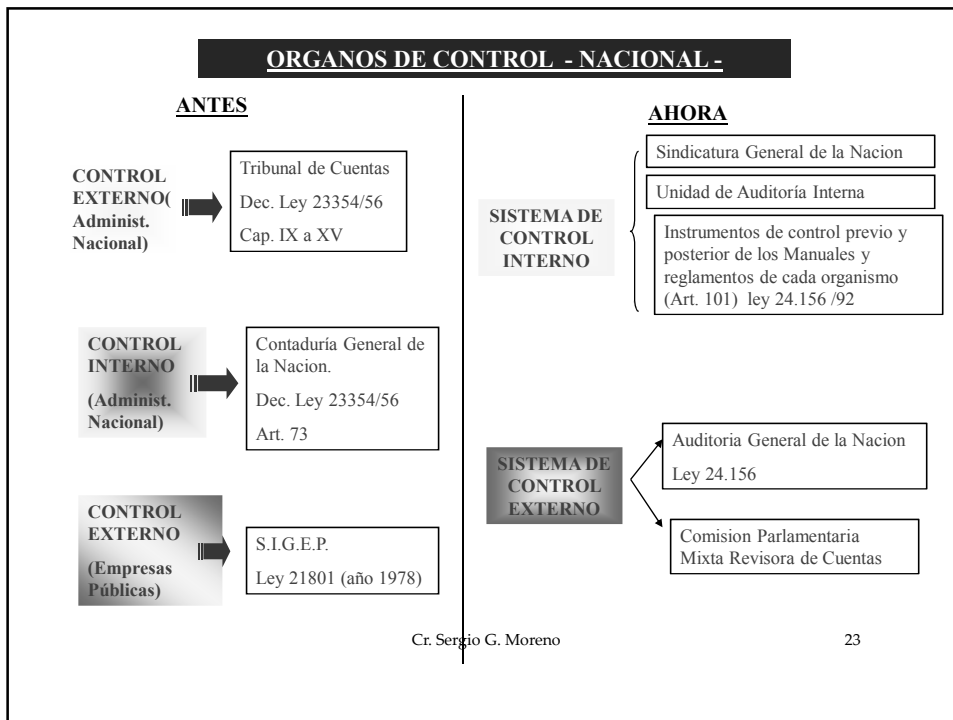 ORGANOS DE CONTROL - NACIONAL -
ANTES
CONTROL
EXTERNO(
Administ.
Nacional)
Tribunal de Cuentas
Dec. Ley 23354/56
Cap. IX a XV
CONTROL
INTERNO
(Administ.
Nacional)
Contaduría General de
la Nacion.
Dec. Ley 23354/56
Art. 73
CONTROL
EXTERNO
(Empresas
Públicas)
S.I.G.E.P.
Ley 21801 (año 1978)
AHORA
SISTEMA DE
CONTROL
INTERNO
Sindicatura General de la Nacion
Unidad de Auditoría Interna
Instrumentos de control previo y
posterior de los Manuales y
reglamentos de cada organismo
(Art. 101) ley 24.156 /92
SISTEMA DE
CONTROL
EXTERNO
Auditoria General de la Nacion
Ley 24.156
Comision Parlamentaria
Mixta Revisora de Cuentas
Cr. Sergio G. Moreno
23